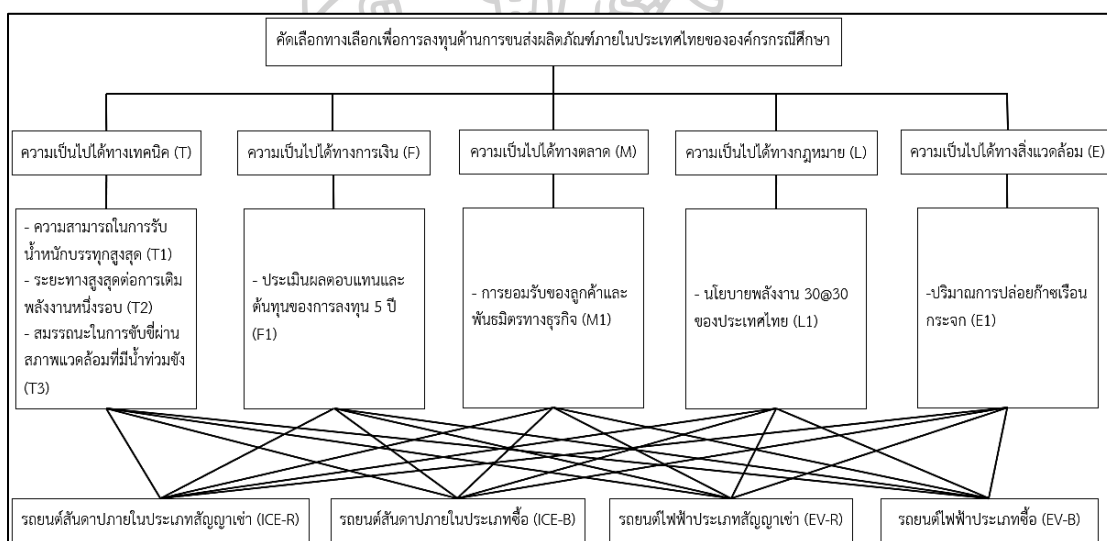 คัดเลือกทางเลือกเพื่อการลงทุนด้านการขนส่งผลิตภัณฑ์ภายในประเทศไทยขององค์กรกรณีศึกษา
ความเป็นไปได้ทางเทคนิค (T)
ความเป็นไปได้ทางการเงิน (F)
ความเป็นไปได้ทางตลาด (M)
ความเป็นไปได้ทางกฎหมาย (L)
ความเป็นไปได้ทางสิ่งแวดล้อม (E)
- ความสามารถในการรับ
น้ำหนักบรรทุกสูงสุด (T1)
- ระยะทางสูงสุดต่อการเติม
พลังงานหนึ่งรอบ (T2)
- สมรรถนะในการขับขี่ผ่าน
สภาพแวดล้อมที่มีน้ำท่วมขัง
(T3)
- ประเมินผลตอบแทนและ
ต้นทุนของการลงทุน 5 ปี
(F1)
- การยอมรับของลูกค้าและ
พันธมิตรทางธุรกิจ (M1)
- นโยบายพลังงาน 30@30
ของประเทศไทย (L1)
-ปริมาณการปล่อยก๊าซเรือน
กระจก (E1)
รถยนต์สันดาปภายในประเภทสัญญาเช่า (ICE-R)
รถยนต์สันดาปภายในประเภทซื้อ (ICE-B)
รถยนต์ไฟฟ้าประเภทสัญญาเช่า (EV-R)
รถยนต์ไฟฟ้าประเภทซื้อ (EV-B)